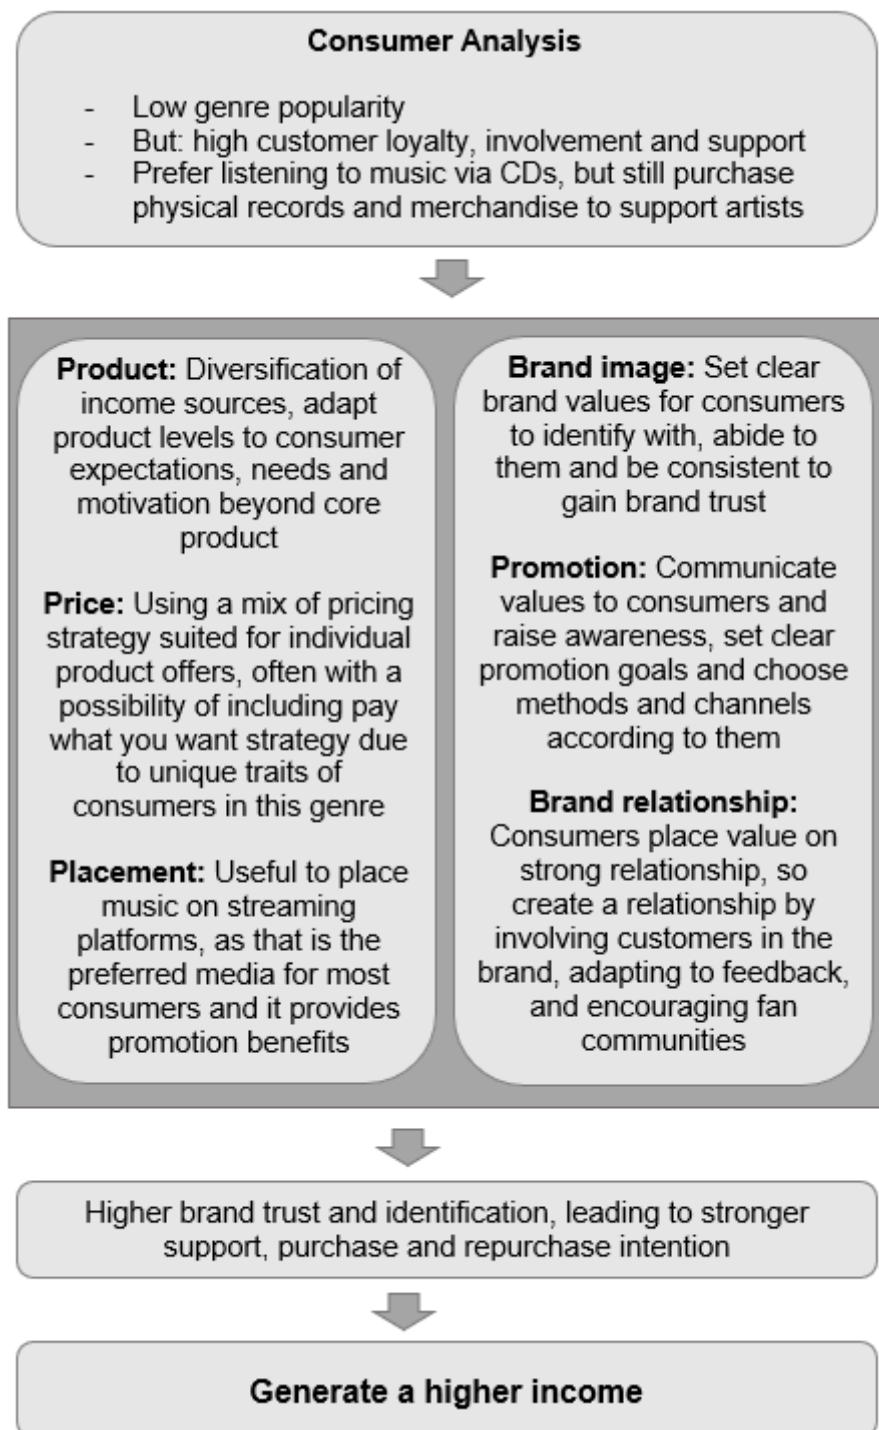 Consumer Analysis
- Low genre popularity
- But: high customer loyalty, involvement and support
- Prefer listening to music via CDs, but still purchase
physical records and merchandise to support artists
Product: Diversification of
income sources, adapt
product levels to consumer
expectations, needs and
motivation beyond core
product
Price: Using a mix of pricing
strategy suited for individual
product offers, often with a
possibility of including pay
what you want strategy due
to unique traits of
consumers in this genre
Placement: Useful to place
music on streaming
platforms, as that is the
preferred media for most
consumers and it provides
promotion benefits
Brand image: Set clear
brand values for consumers
to identify with, abide to
them and be consistent to
gain brand trust
Promotion: Communicate
values to consumers and
raise awareness, set clear
promotion goals and choose
methods and channels
according to them
Brand relationship:
Consumers place value on
strong relationship, so
create a relationship by
involving customers in the
brand, adapting to feedback,
and encouraging fan
communities
Higher brand trust and identification, leading to stronger
support, purchase and repurchase intention
Generate a higher income